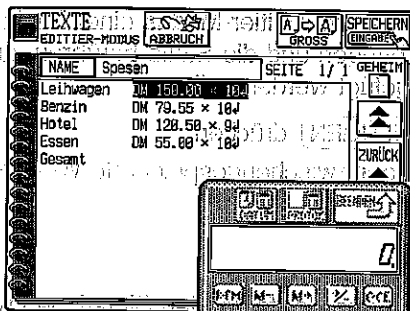 TEXTE
EDITIER-MODUS
ABBRUCH
A A
GROSS
SPEICHERN
EINGABE
NAME Spesen SEITE 1/ 1
GEHEIM
Leihwagen DM 150.00 × 10↲
Benzin DM 79.55 × 10↲
Hotel DM 120.50 × 9↲
Essen DM 55.00 × 10↲
Gesamt
ZURÜCK
0.
M- M+ C·CE